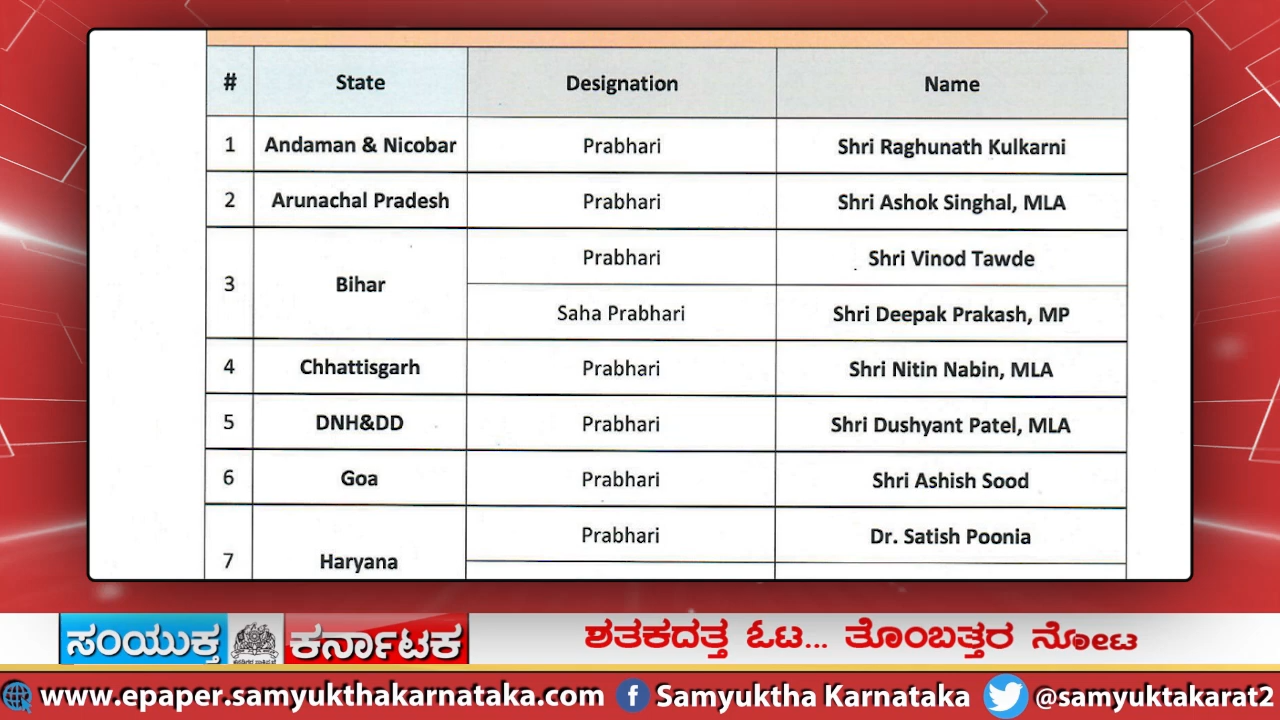 # State Designation Name
1 Andaman & Nicobar Prabhari Shri Raghunath Kulkarni
2 Arunachal Pradesh Prabhari Shri Ashok Singhal, MLA
3 Bihar Prabhari Shri Vinod Tawde
Saha Prabhari Shri Deepak Prakash, MP
4 Chhattisgarh Prabhari Shri Nitin Nabin, MLA
5 DNH&DD Prabhari Shri Dushyant Patel, MLA
6 Goa Prabhari Shri Ashish Sood
7 Haryana Prabhari Dr. Satish Poonia
ಸಂಯುಕ್ತ ಕರ್ನಾಟಕ ಶತಕದತ್ತ ಓಟ... ತೊಂಬತ್ತರ ನೋಟ
www.epaper.samyukthakarnataka.com f Samyuktha Karnataka @samyuktakarat2